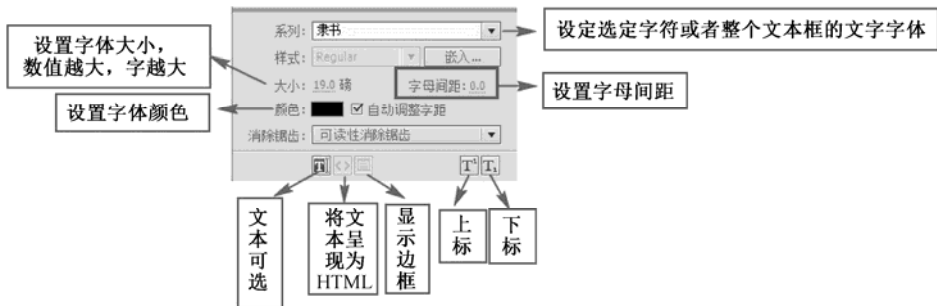 系列: 隶书
设定选定字符或者整个文本框的文字字体
设置字体大小，
数值越大，字越大
样式: Regular 嵌入...
大小: 19.0 磅 字母间距: 0.0
设置字母间距
设置字体颜色
颜色: 自动调整字距
消除锯齿: 可读性消除锯齿
T <> T¹ T₁
文本可选
将文
本呈
现为
HTML
显示边框
上标
下标